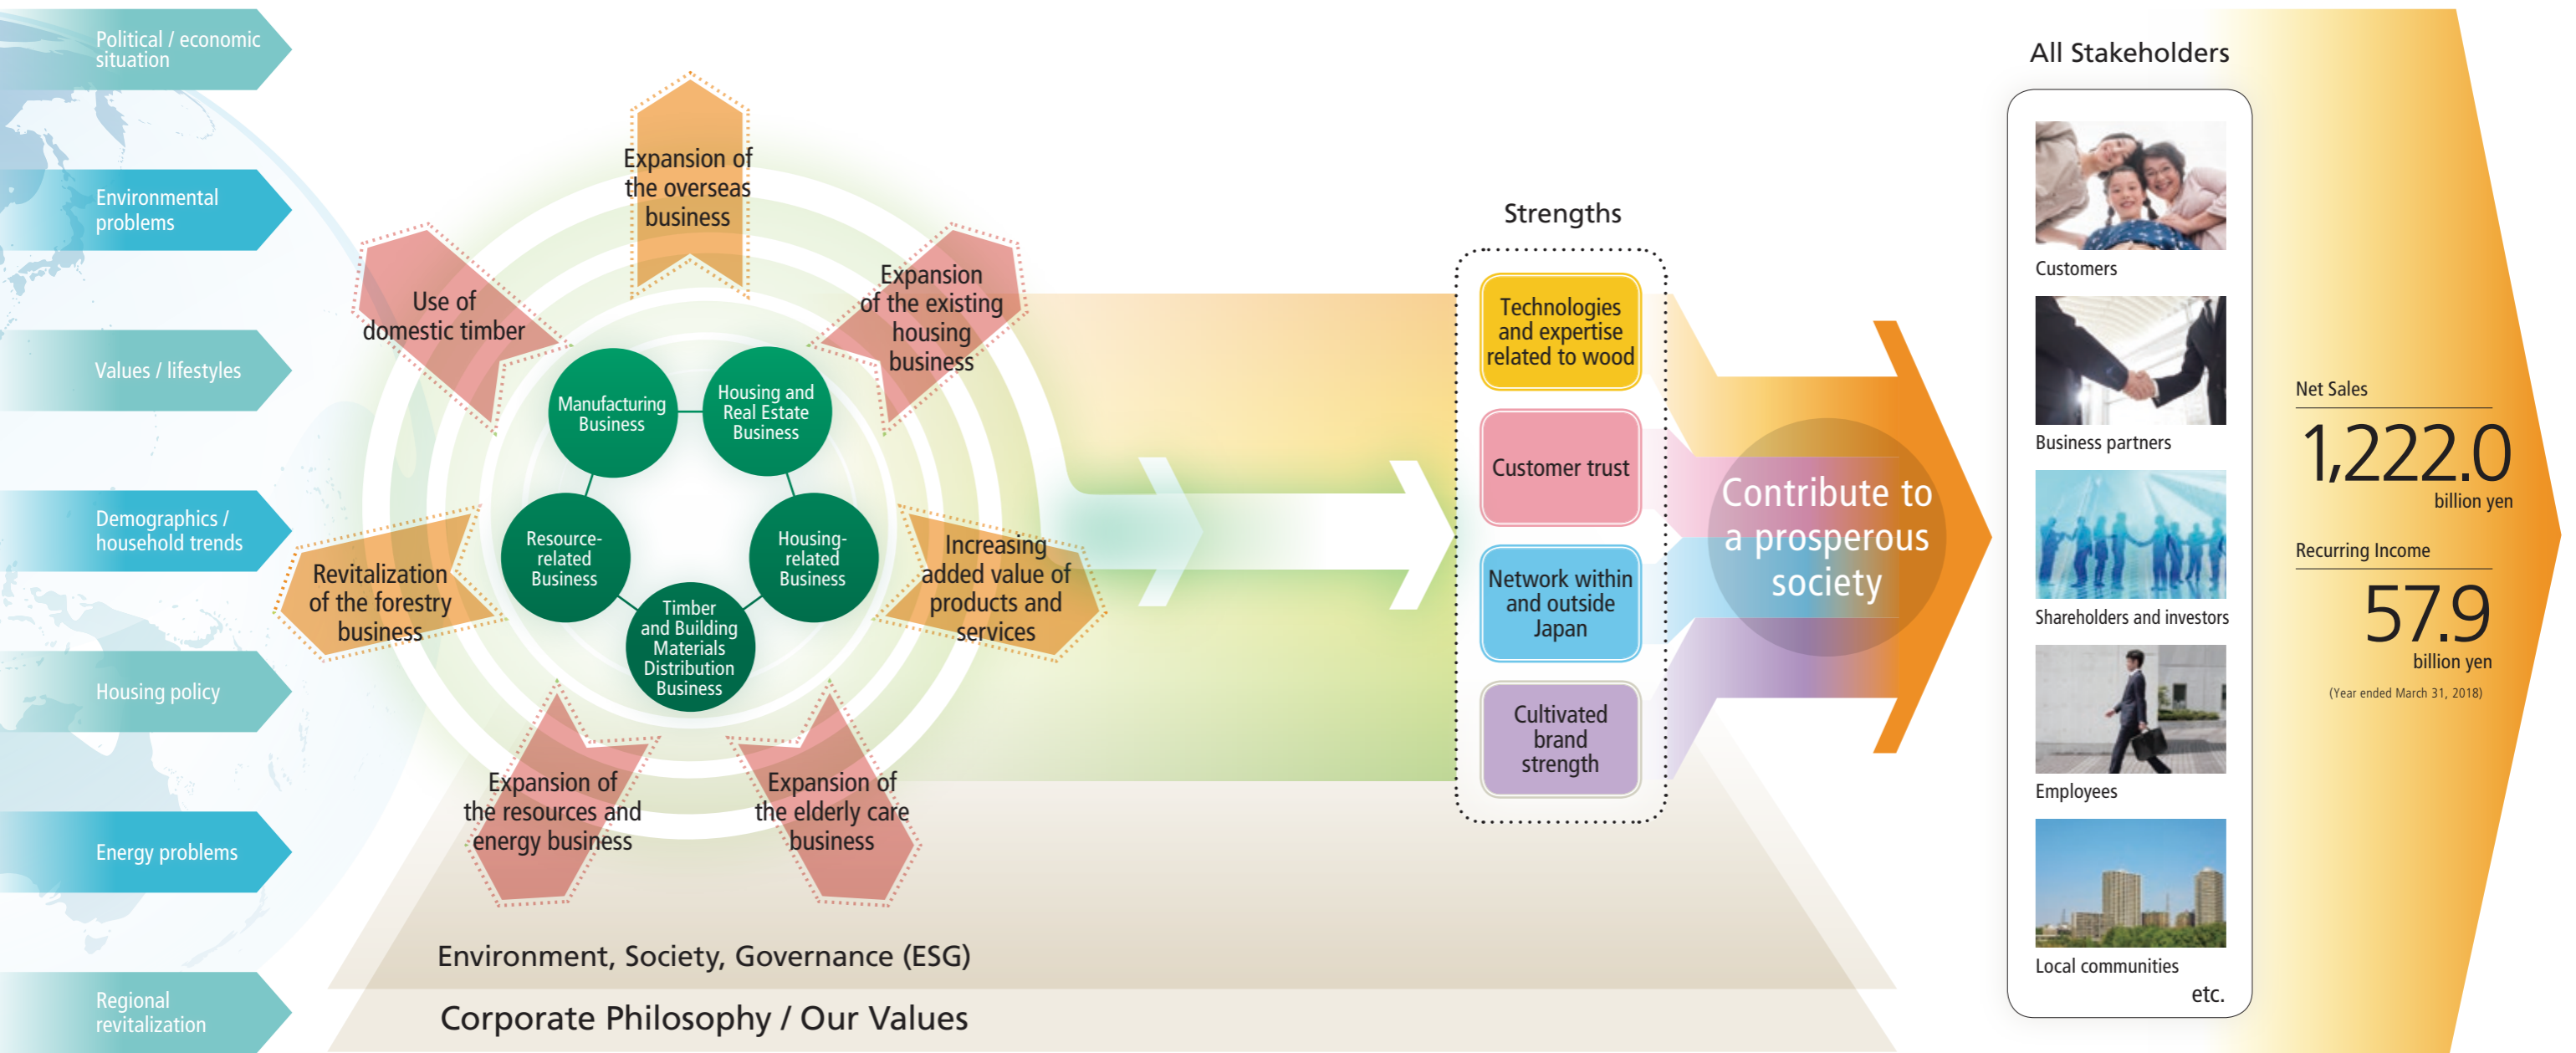 Political / economic
situation
Environmental
problems
Values / lifestyles
Demographics /
household trends
Housing policy
Energy problems
Regional
revitalization
Expansion of
the overseas
business
Use of
domestic timber
Expansion
of the existing
housing
business
Manufacturing
Business
Housing and
Real Estate
Business
Resource-
related
Business
Housing-
related
Business
Timber
and Building
Materials
Distribution
Business
Revitalization
of the forestry
business
Increasing
added value of
products and
services
Expansion of
the resources and
energy business
Expansion of
the elderly care
business
Environment, Society, Governance (ESG)
Corporate Philosophy / Our Values
Strengths
Technologies
and expertise
related to wood
Customer trust
Network within
and outside
Japan
Cultivated
brand
strength
Contribute to
a prosperous
society
All Stakeholders
Customers
Business partners
Shareholders and investors
Employees
Local communities
etc.
Net Sales
1,222.0
billion yen
Recurring Income
57.9
billion yen
(Year ended March 31, 2018)